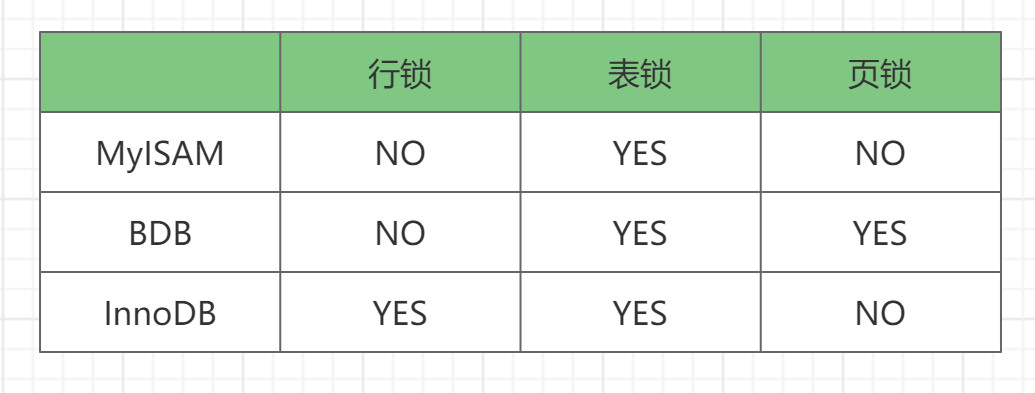 行锁 表锁 页锁
MyISAM NO YES NO
BDB NO YES YES
InnoDB YES YES NO